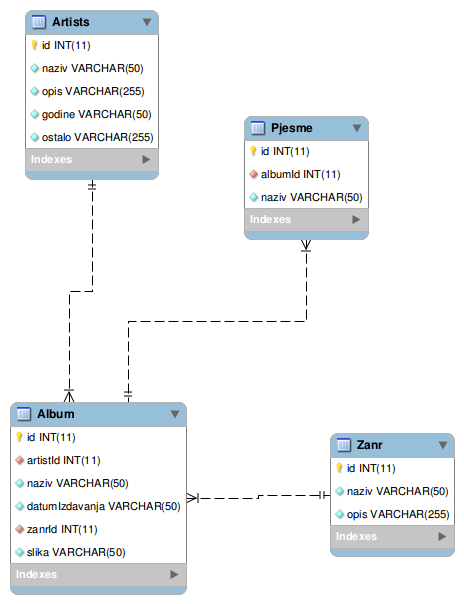 Artists
id INT(11)
naziv VARCHAR(50)
opis VARCHAR(255)
godine VARCHAR(50)
ostalo VARCHAR(255)
Indexes
Pjesme
id INT(11)
albumId INT(11)
naziv VARCHAR(50)
Indexes
Album
id INT(11)
artistId INT(11)
naziv VARCHAR(50)
datumIzdavanja VARCHAR(50)
zanrId INT(11)
slika VARCHAR(50)
Indexes
Zanr
id INT(11)
naziv VARCHAR(50)
opis VARCHAR(255)
Indexes